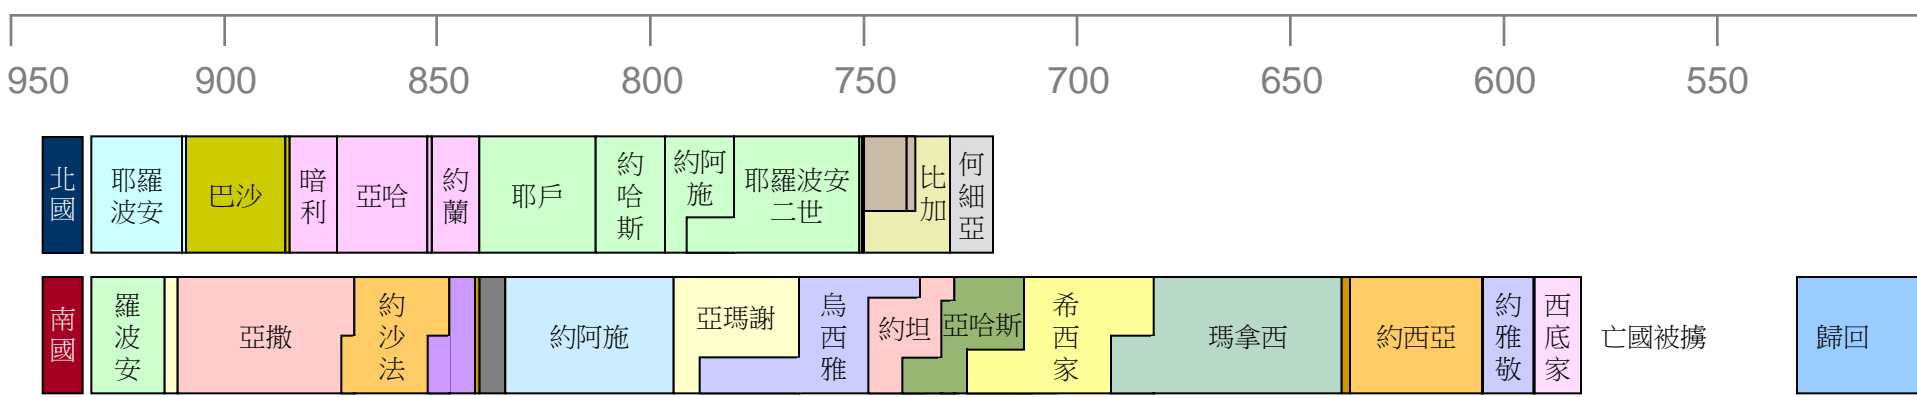 950 900 850 800 750 700 650 600 550
北國
耶羅
波安
巴沙
暗利
亞哈
約蘭
耶戶
約哈斯
約阿
施
耶羅波安
二世
比加
何細亞
南國
羅波安
亞撒
約沙法
約阿施
亞瑪謝
烏西雅
約坦
亞哈斯
希西家
瑪拿西
約西亞
約雅敬
西底家
亡國被擄
歸回